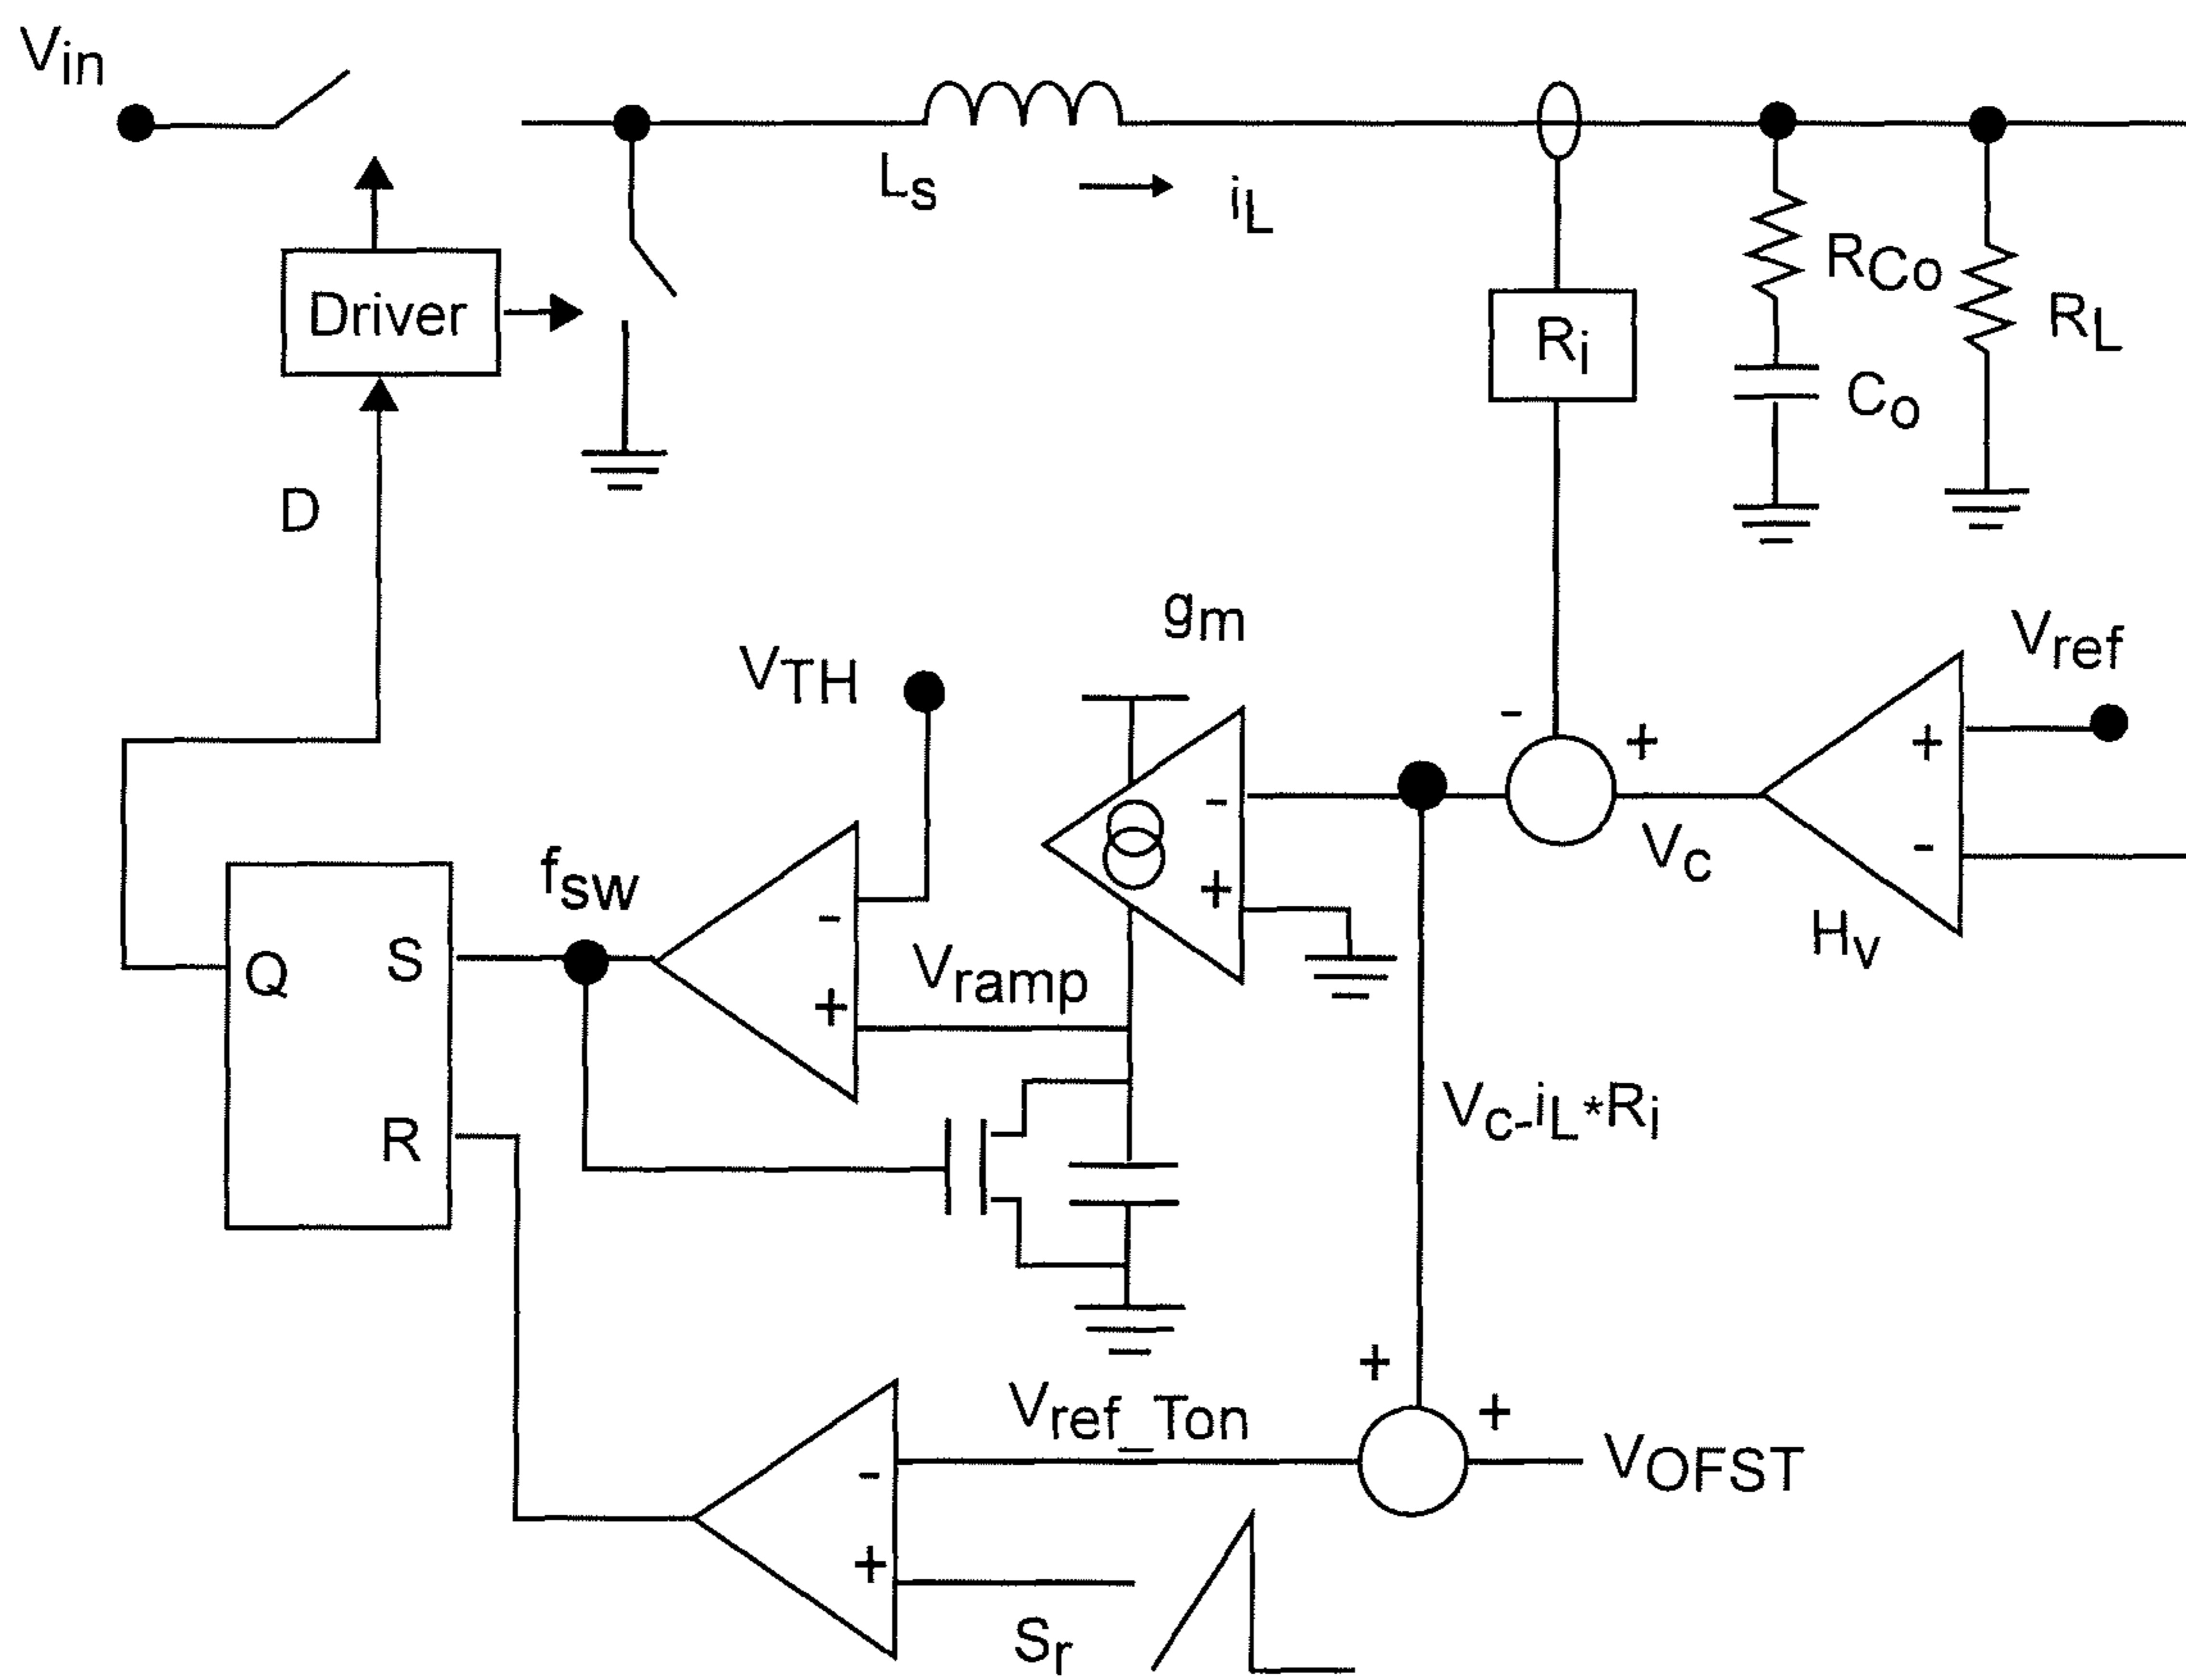 Vin
Ls
iL
RCo
RL
Driver
Ri
Co
D
gm
Vref
VTH
-
+
+
-
-
+
Vc
Hv
fsw
-
+
Vramp
Q
S
R
Vc-iL*Ri
+
+
Vref_Ton
VOFST
-
+
Sr